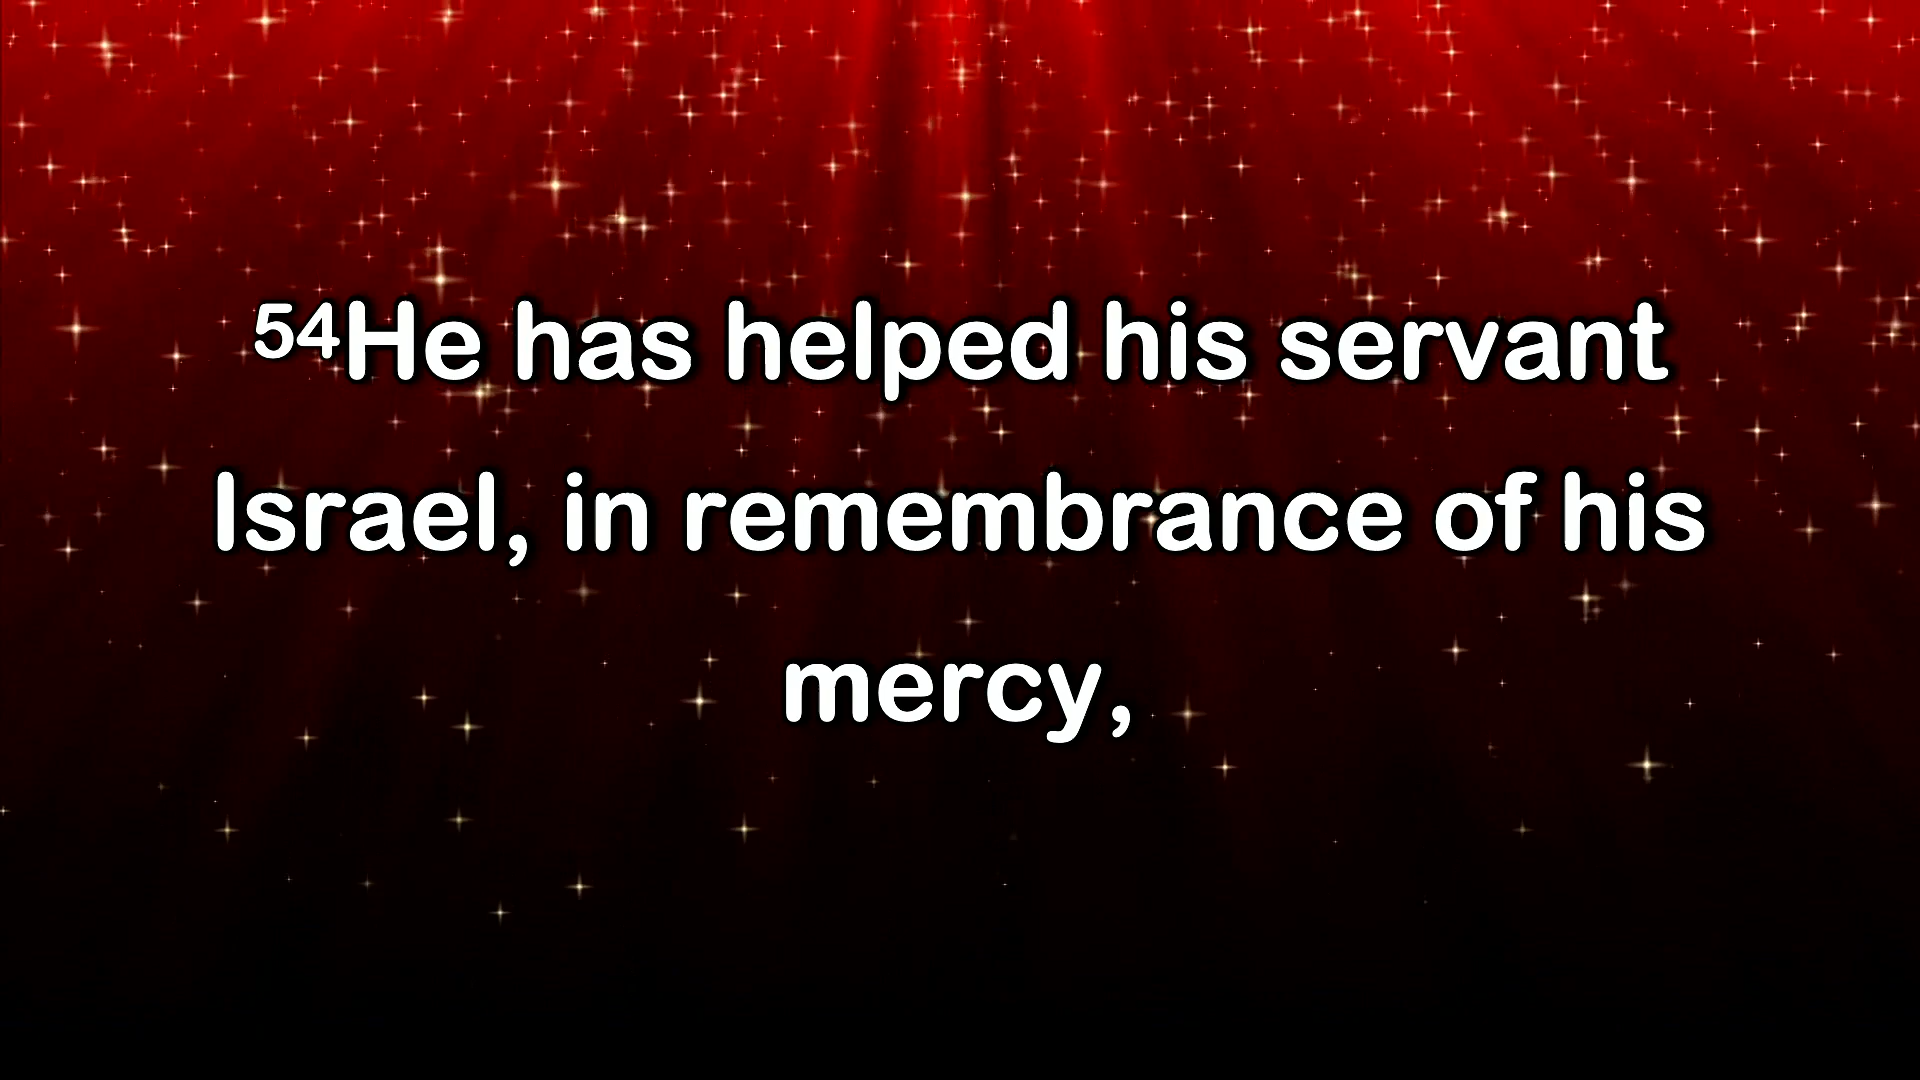 54He has helped his servant
Israel, in remembrance of his
mercy,